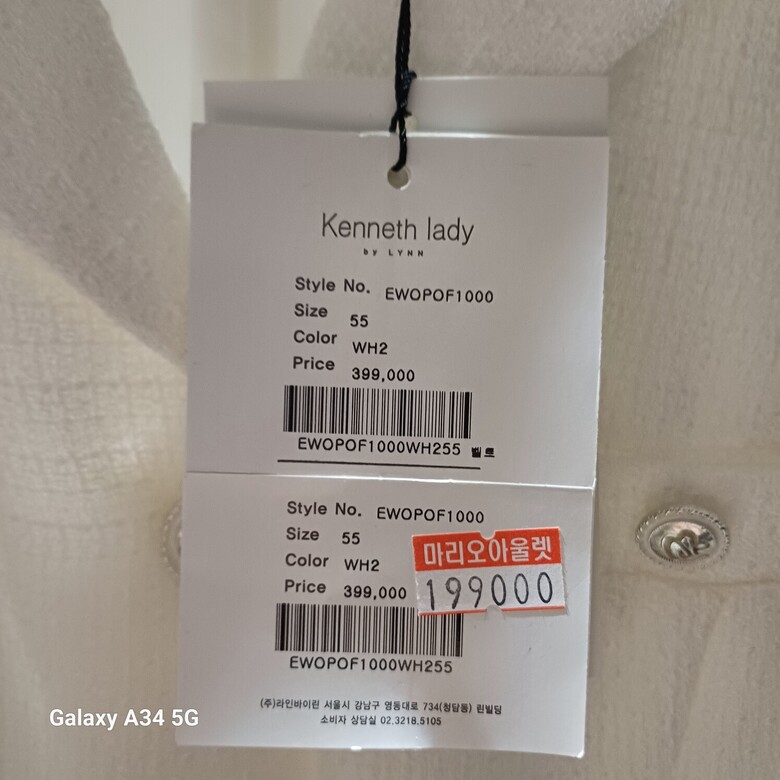 Kenneth lady
by LYNN
Style No. EWOPOF1000
Size 55
Color WH2
Price 399,000
EWOPOF1000WH255 벨트
Style No. EWOPOF1000
Size 55
Color WH2
Price 399,000
마리오아울렛
199000
EWOPOF1000WH255
(주)라인바이린 서울시 강남구 영동대로 734(청담동) 린빌딩
소비자 상담실 02.3218.5105
Galaxy A34 5G